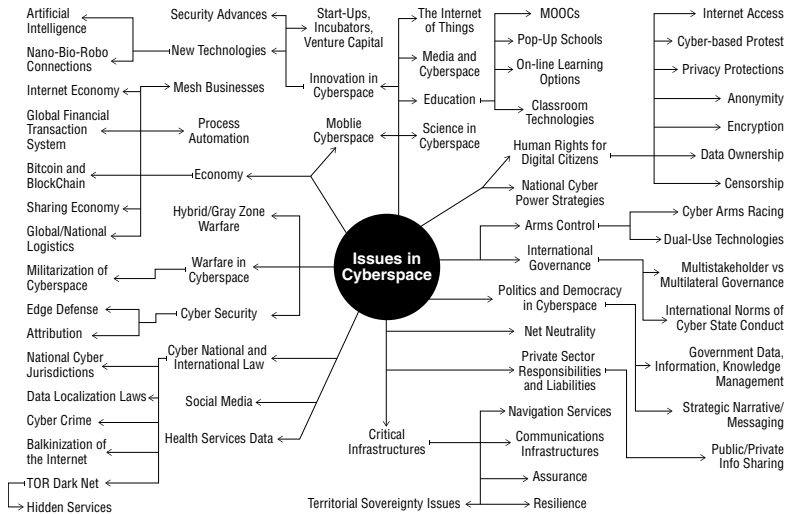 Artificial
Intelligence
Nano-Bio-Robo
Connections
Internet Economy
Global Financial
Transaction
System
Bitcoin and
BlockChain
Sharing Economy
Global/National
Logistics
Militarization of
Cyberspace
Edge Defense
Attribution
National Cyber
Jurisdictions
Data Localization Laws
Cyber Crime
Balkinization of
the Internet
TOR Dark Net
Hidden Services
Security Advances
New Technologies
Mesh Businesses
Process
Automation
Economy
Hybrid/Gray Zone
Warfare
Warfare in
Cyberspace
Cyber Security
Cyber National and
International Law
Social Media
Health Services Data
Start-Ups,
Incubators,
Venture Capital
Innovation in
Cyberspace
Moblie
Cyberspace
Issues in
Cyberspace
Critical
Infrastructures
Territorial Sovereignty Issues
The Internet
of Things
Media and
Cyberspace
Education
Science in
Cyberspace
MOOCs
Pop-Up Schools
On-line Learning
Options
Classroom
Technologies
Human Rights for
Digital Citizens
National Cyber
Power Strategies
Arms Control
International
Governance
Politics and Democracy
in Cyberspace
Net Neutrality
Private Sector
Responsibilities
and Liabilities
Navigation Services
Communications
Infrastructures
Assurance
Resilience
Internet Access
Cyber-based Protest
Privacy Protections
Anonymity
Encryption
Data Ownership
Censorship
Cyber Arms Racing
Dual-Use Technologies
Multistakeholder vs
Multilateral Governance
International Norms of
Cyber State Conduct
Government Data,
Information, Knowledge
Management
Strategic Narrative/
Messaging
Public/Private
Info Sharing